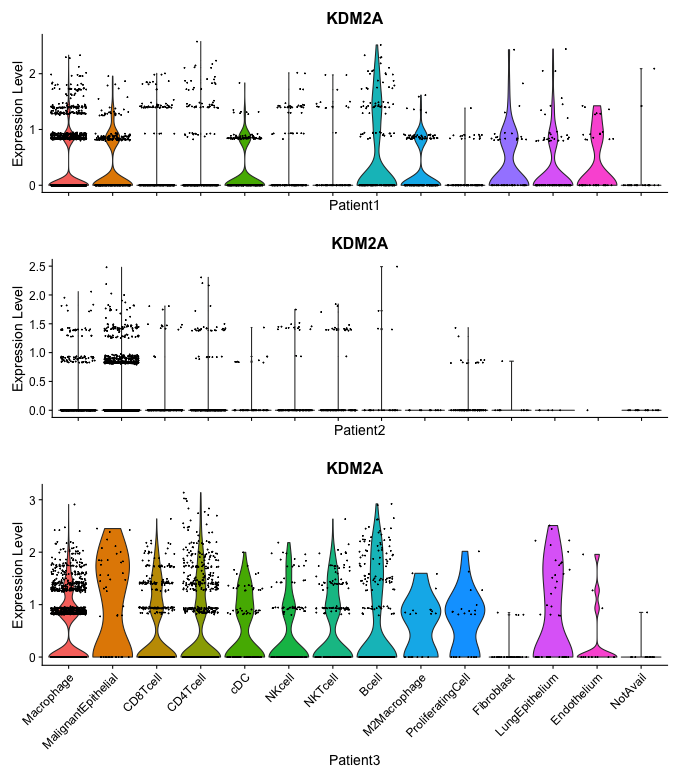 KDM2A
Expression Level
2
1
0
Patient1
KDM2A
Expression Level
2.5
2.0
1.5
1.0
0.5
0.0
Patient2
KDM2A
Expression Level
3
2
1
0
Macrophage
MalignantEpithelial
CD8Tcell
CD4Tcell
cDC
NKcell
NKTcell
Bcell
M2Macrophage
ProliferatingCell
Fibroblast
LungEpithelium
Endothelium
NotAvail
Patient3